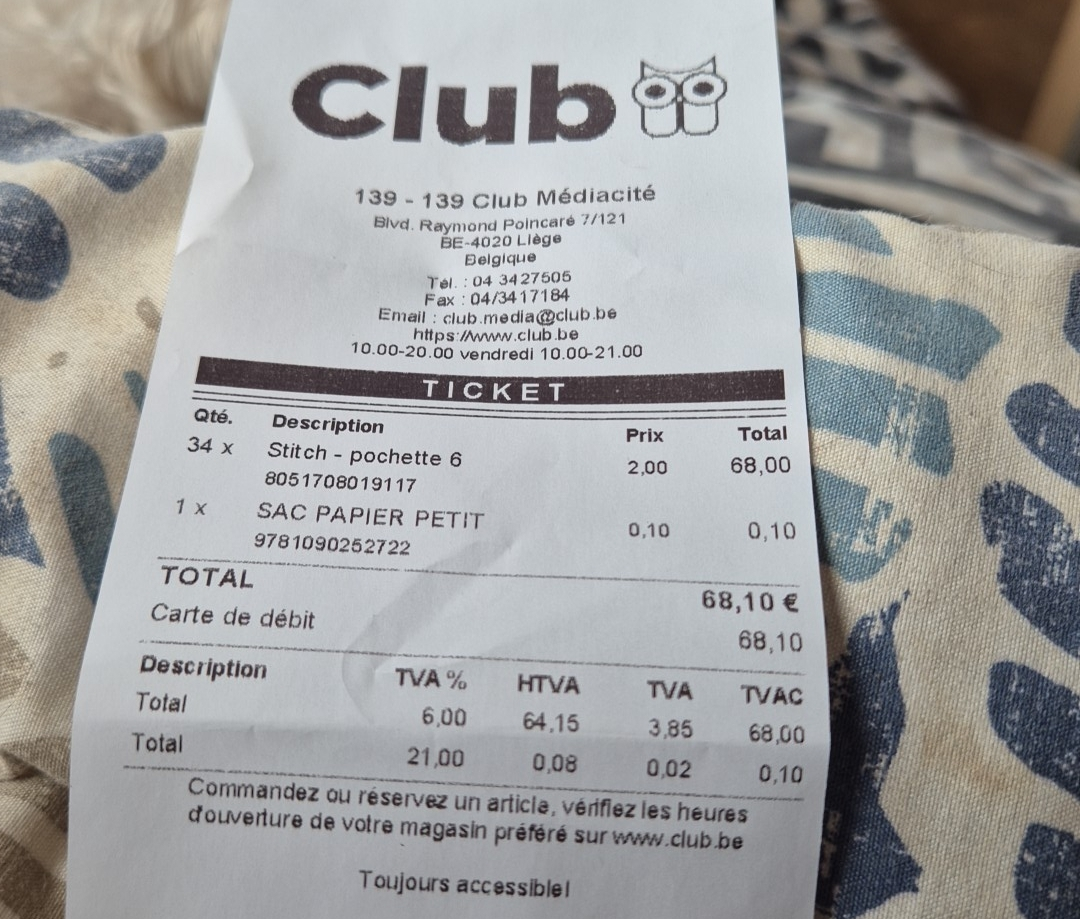 Club
139 - 139 Club Médiacité
Blvd. Raymond Poincaré 7/121
BE-4020 Liège
Belgique
Tél. : 04 3427505
Fax : 04/3417184
Email : club.media@club.be
https://www.club.be
10.00-20.00 vendredi 10.00-21.00
TICKET
Qté. Description Prix Total
34 x Stitch - pochette 6 2,00 68,00
8051708019117
1 x SAC PAPIER PETIT 0,10 0,10
9781090252722
TOTAL 68,10 €
Carte de débit 68,10
Description TVA % HTVA TVA TVAC
Total 6,00 64,15 3,85 68,00
Total 21,00 0,08 0,02 0,10
Commandez ou réservez un article, vérifiez les heures
d'ouverture de votre magasin préféré sur www.club.be
Toujours accessible!